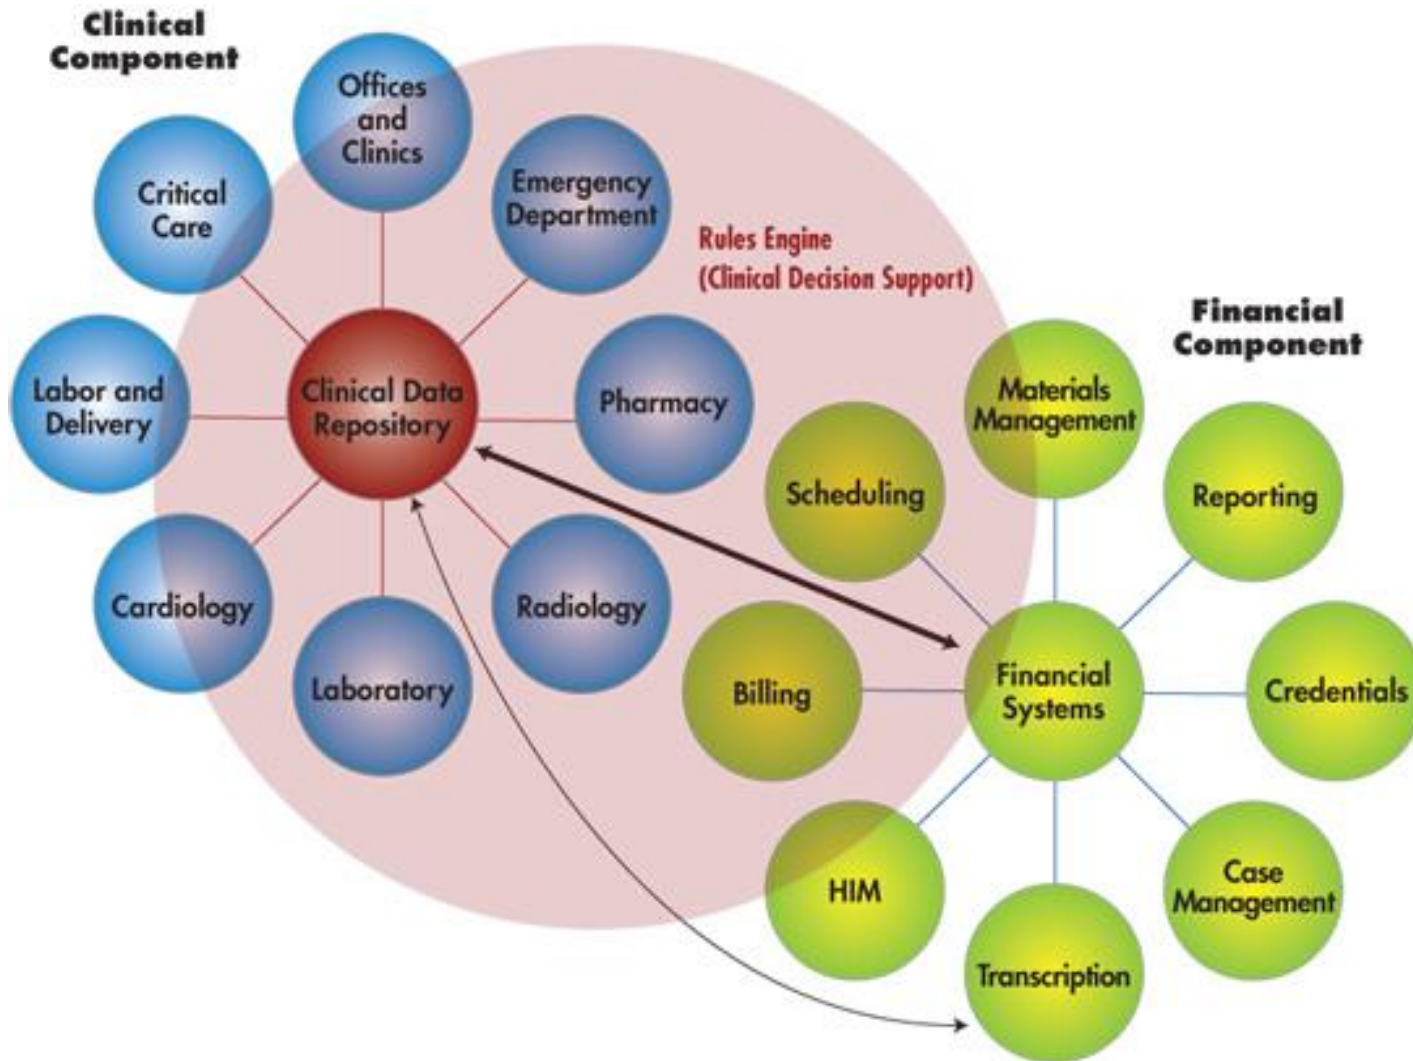 Clinical
Component
Offices
and
Clinics
Critical
Care
Emergency
Department
Rules Engine
(Clinical Decision Support)
Labor and
Delivery
Clinical Data
Repository
Pharmacy
Cardiology
Laboratory
Radiology
Financial
Component
Materials
Management
Scheduling
Reporting
Billing
Financial
Systems
Credentials
HIM
Case
Management
Transcription